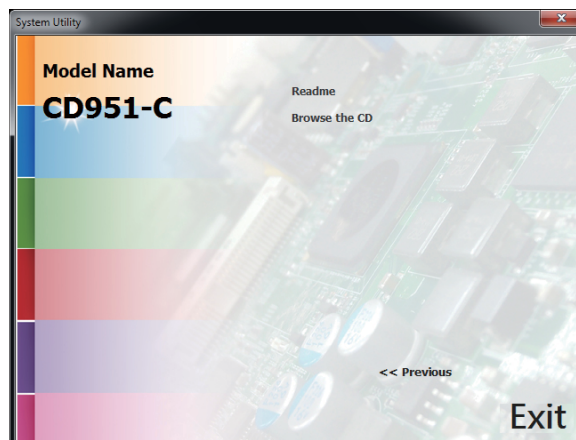 System Utility
Model Name
CD951-C
Readme
Browse the CD
<< Previous
Exit